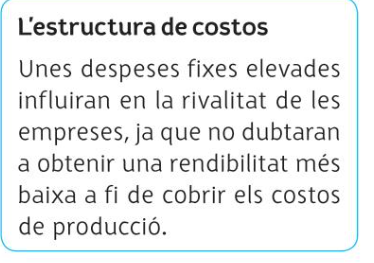 L'estructura de costos
Unes despeses fixes elevades
influiran en la rivalitat de les
empreses, ja que no dubtaran
a obtenir una rendibilitat més
baixa a fi de cobrir els costos
de producció.